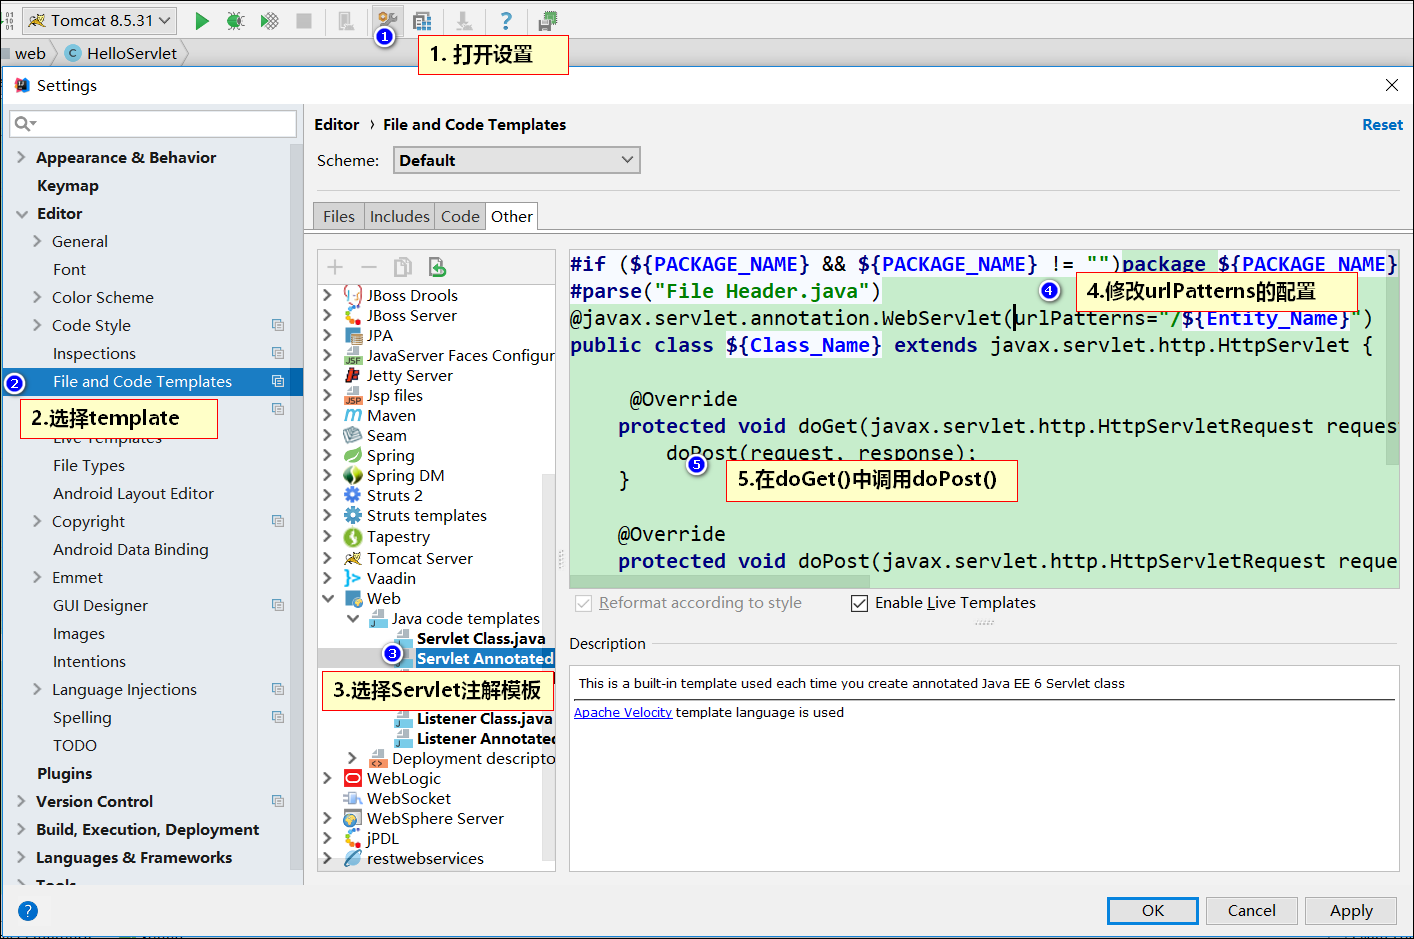 Tomcat 8.5.31
1
1. 打开设置
web
HelloServlet
Settings
Appearance & Behavior
Keymap
Editor
General
Font
Color Scheme
Code Style
Inspections
2
File and Code Templates
2.选择template
Live Templates
File Types
Android Layout Editor
Copyright
Android Data Binding
Emmet
GUI Designer
Images
Intentions
Language Injections
Spelling
TODO
Plugins
Version Control
Build, Execution, Deployment
Languages & Frameworks
Tools
Editor › File and Code Templates
Reset
Scheme:
Default
Files
Includes
Code
Other
JBoss Drools
JBoss Server
JPA
JavaServer Faces Configur
Jetty Server
Jsp files
Maven
Seam
Spring
Spring DM
Struts 2
Struts templates
Tapestry
Tomcat Server
Vaadin
Web
Java code templates
Servlet Class.java
3
Servlet Annotated
3.选择Servlet注解模板
Listener Class.java
Listener Annotated
Deployment descripto
WebLogic
WebSocket
WebSphere Server
jPDL
restwebservices
#if (${PACKAGE_NAME} && ${PACKAGE_NAME} != "")package ${PACKAGE_NAME}
#parse("File Header.java")
4
4.修改urlPatterns的配置
@javax.servlet.annotation.WebServlet(urlPatterns="/${Entity_Name}")
public class ${Class_Name} extends javax.servlet.http.HttpServlet {
@Override
protected void doGet(javax.servlet.http.HttpServletRequest reques
doPost(request, response);
5
5.在doGet()中调用doPost()
}
@Override
protected void doPost(javax.servlet.http.HttpServletRequest reque
Reformat according to style
Enable Live Templates
Description
This is a built-in template used each time you create annotated Java EE 6 Servlet class
Apache Velocity template language is used
?
OK
Cancel
Apply